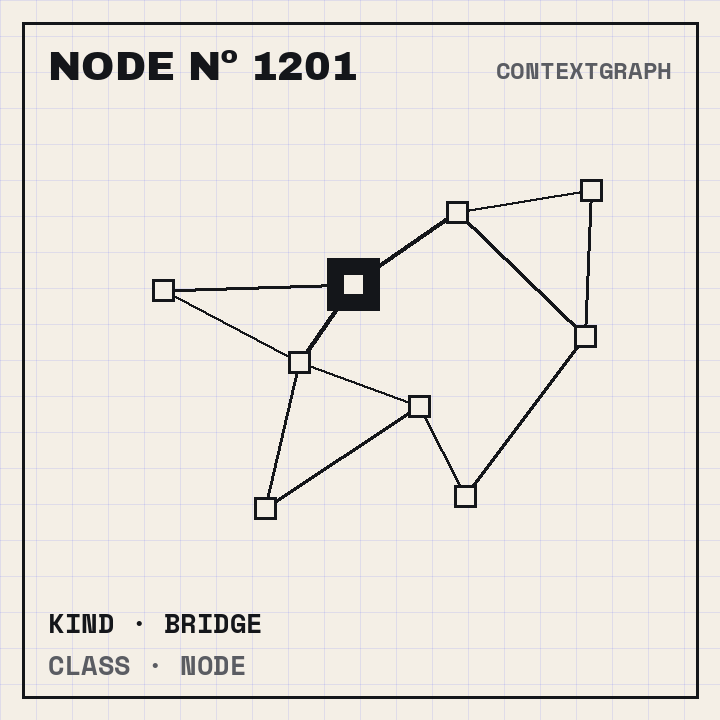 NODE Nº 1201
CONTEXTGRAPH
KIND · BRIDGE
CLASS · NODE